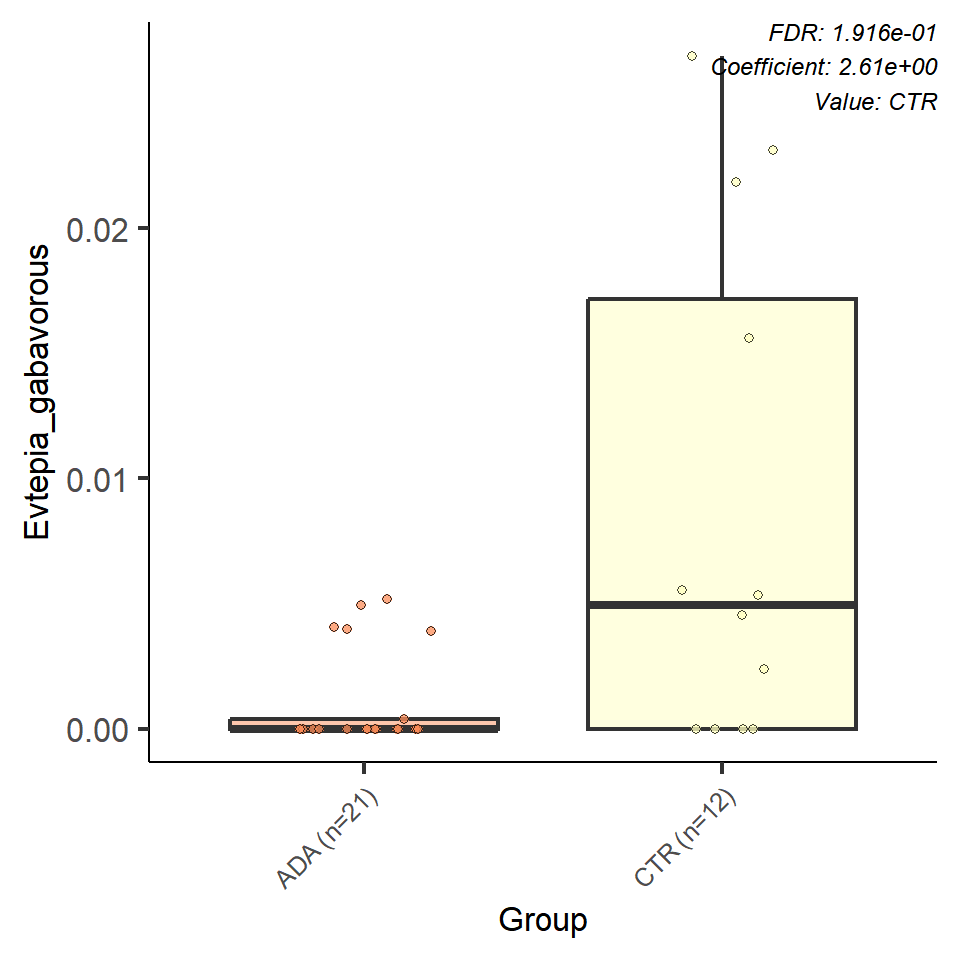 FDR: 1.916e-01
Coefficient: 2.61e+00
Value: CTR
Evtepia_gabavorous
0.02
0.01
0.00
ADA (n=21)
CTR (n=12)
Group